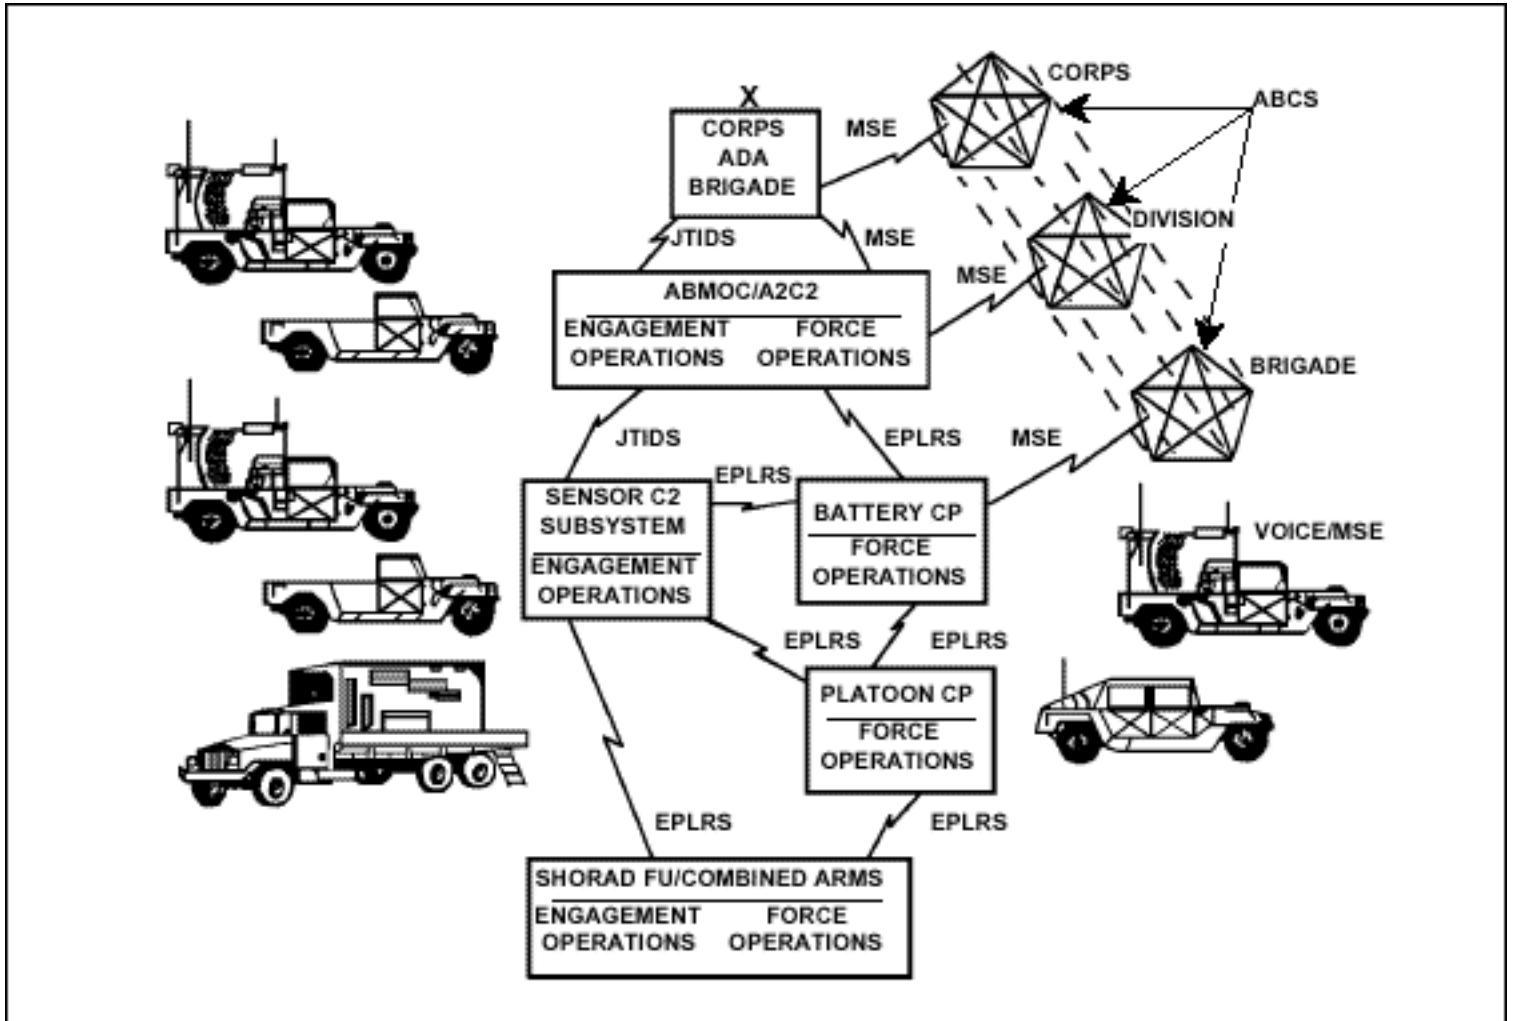 X
CORPS
ADA
BRIGADE
MSE
CORPS
ABCS
JTIDS
MSE
DIVISION
MSE
ABMOC/A2C2
ENGAGEMENT
OPERATIONS
FORCE
OPERATIONS
BRIGADE
JTIDS
EPLRS
MSE
EPLRS
SENSOR C2
SUBSYSTEM
ENGAGEMENT
OPERATIONS
BATTERY CP
FORCE
OPERATIONS
VOICE/MSE
EPLRS
EPLRS
PLATOON CP
FORCE
OPERATIONS
EPLRS
EPLRS
SHORAD FU/COMBINED ARMS
ENGAGEMENT
OPERATIONS
FORCE
OPERATIONS